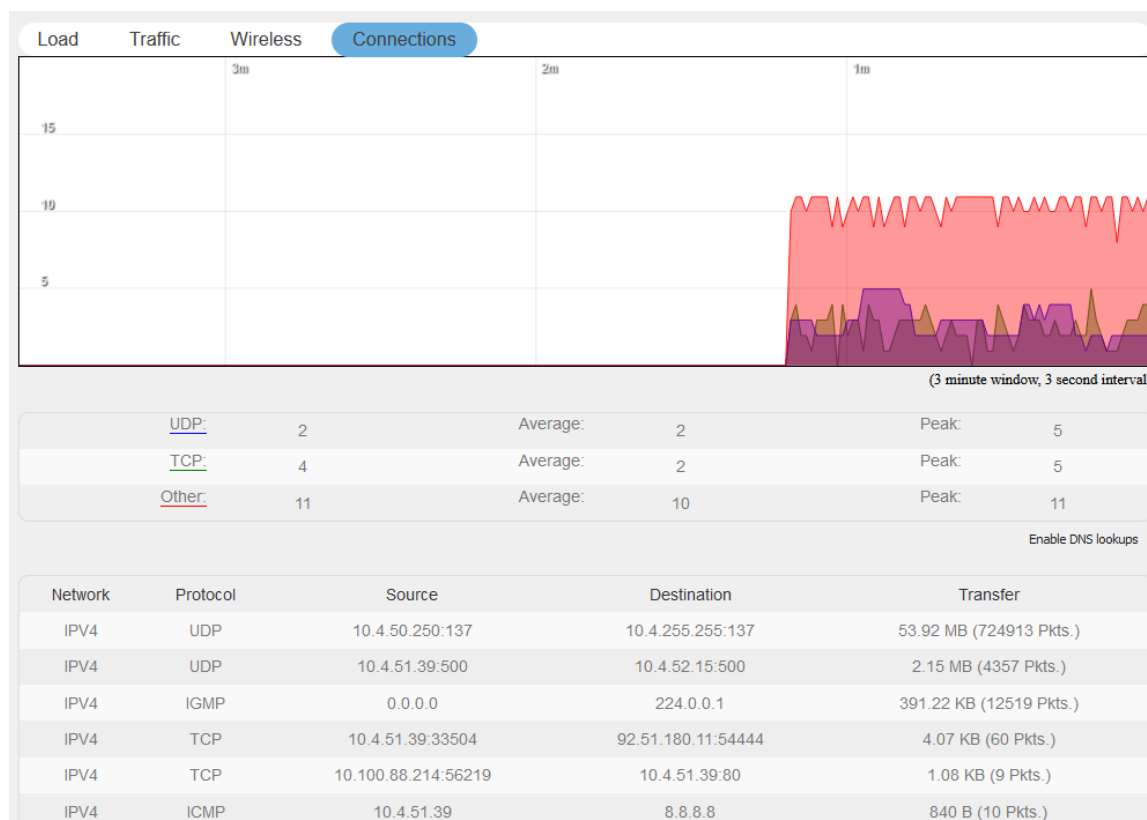 Load Traffic Wireless Connections
3m 2m 1m
15
10
5
(3 minute window, 3 second interval
UDP: 2 Average: 2 Peak: 5
TCP: 4 Average: 2 Peak: 5
Other: 11 Average: 10 Peak: 11
Enable DNS lookups
Network Protocol Source Destination Transfer
IPV4 UDP 10.4.50.250:137 10.4.255.255:137 53.92 MB (724913 Pkts.)
IPV4 UDP 10.4.51.39:500 10.4.52.15:500 2.15 MB (4357 Pkts.)
IPV4 IGMP 0.0.0.0 224.0.0.1 391.22 KB (12519 Pkts.)
IPV4 TCP 10.4.51.39:33504 92.51.180.11:54444 4.07 KB (60 Pkts.)
IPV4 TCP 10.100.88.214:56219 10.4.51.39:80 1.08 KB (9 Pkts.)
IPV4 ICMP 10.4.51.39 8.8.8.8 840 B (10 Pkts.)